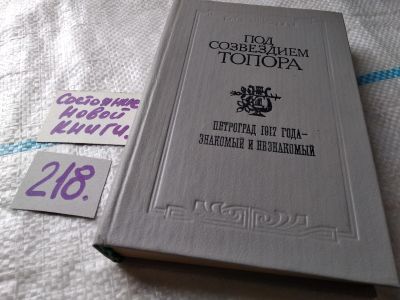 ПОД
СОЗВЕЗДИЕМ
ТОПОРА
ПЕТРОГРАД 1917 ГОДА–
ЗНАКОМЫЙ И НЕЗНАКОМЫЙ
Состояние
новой
книги.
218.